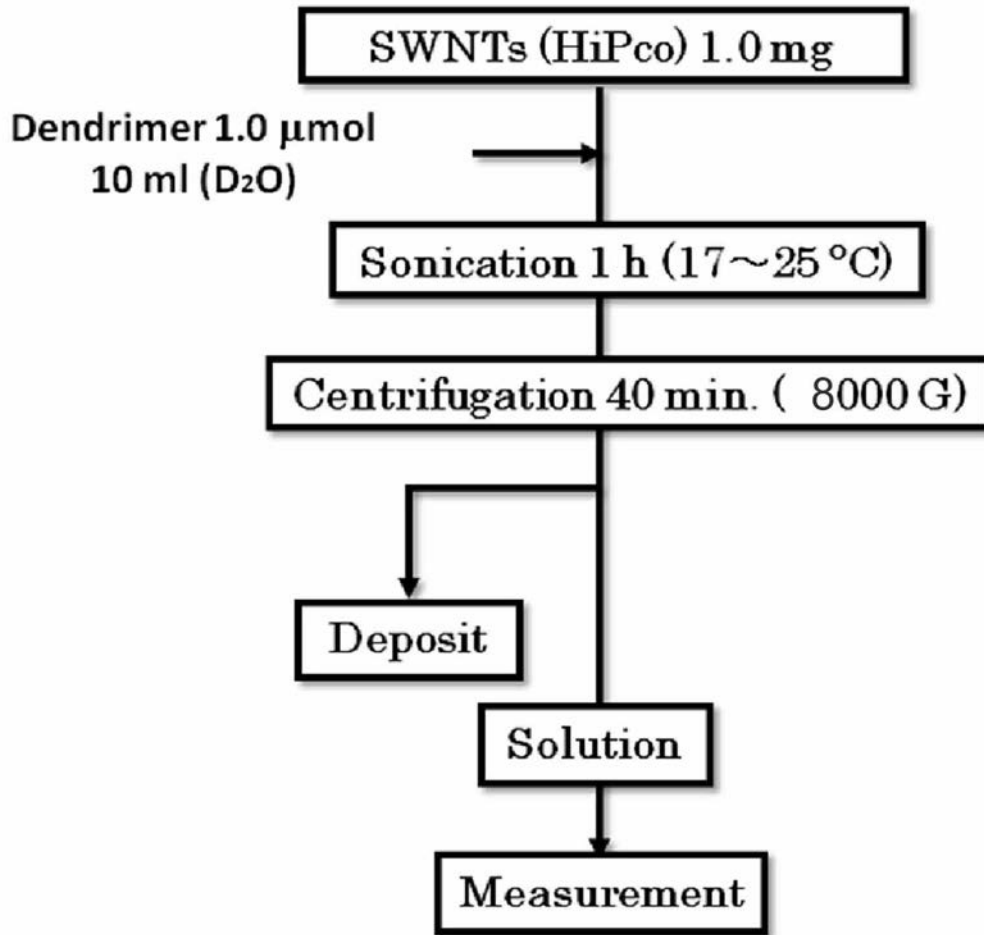 SWNTs (HiPco) 1.0 mg
Dendrimer 1.0 μmol
10 ml (D₂O)
Sonication 1 h (17～25 °C)
Centrifugation 40 min. ( 8000 G)
Deposit
Solution
Measurement